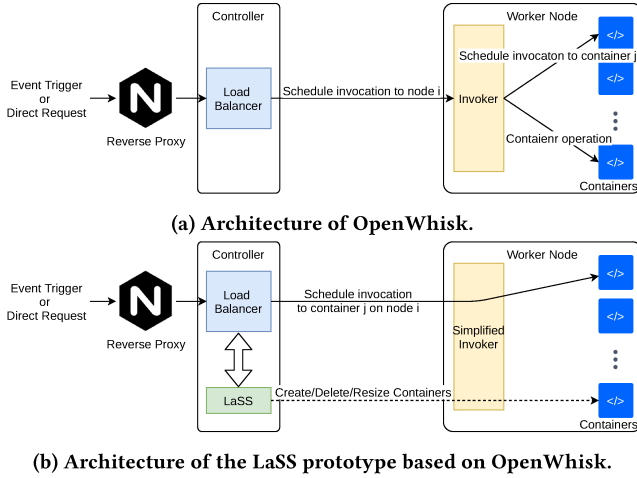 Controller
Worker Node
Event Trigger
or
Direct Request
N
Reverse Proxy
Load
Balancer
Schedule invocation to node i
Invoker
Schedule invocaton to container j
Contaienr operation
</>
</>
</>
Containers
(a) Architecture of OpenWhisk.
Controller
Worker Node
Event Trigger
or
Direct Request
N
Reverse Proxy
Load
Balancer
Schedule invocation
to container j on node i
Simplified
Invoker
LaSS
Create/Delete/Resize Containers
</>
</>
</>
Containers
(b) Architecture of the LaSS prototype based on OpenWhisk.